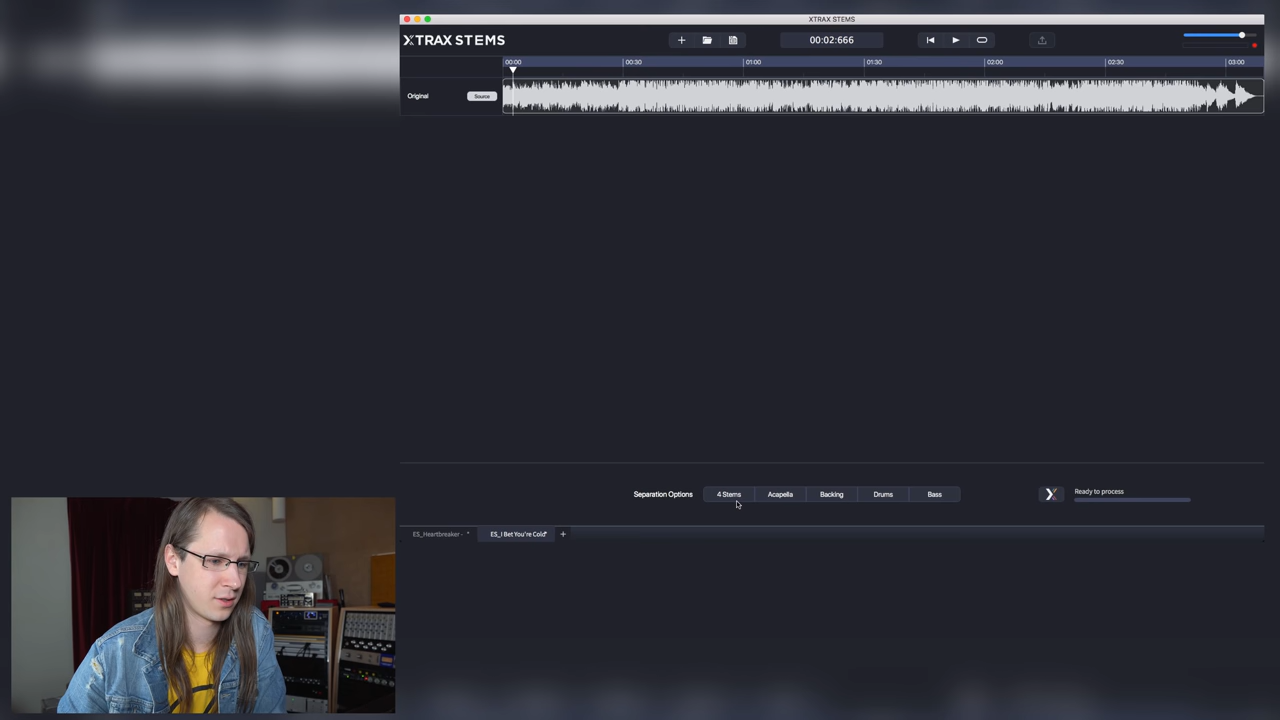 XTRAX STEMS
XTRAX STEMS
00:02:666
00:00
00:30
01:00
01:30
02:00
02:30
03:00
Original
Source
Separation Options
4 Stems
Acapella
Backing
Drums
Bass
Ready to process
ES_Heartbreaker - *
ES_I Bet You're Cold*
+